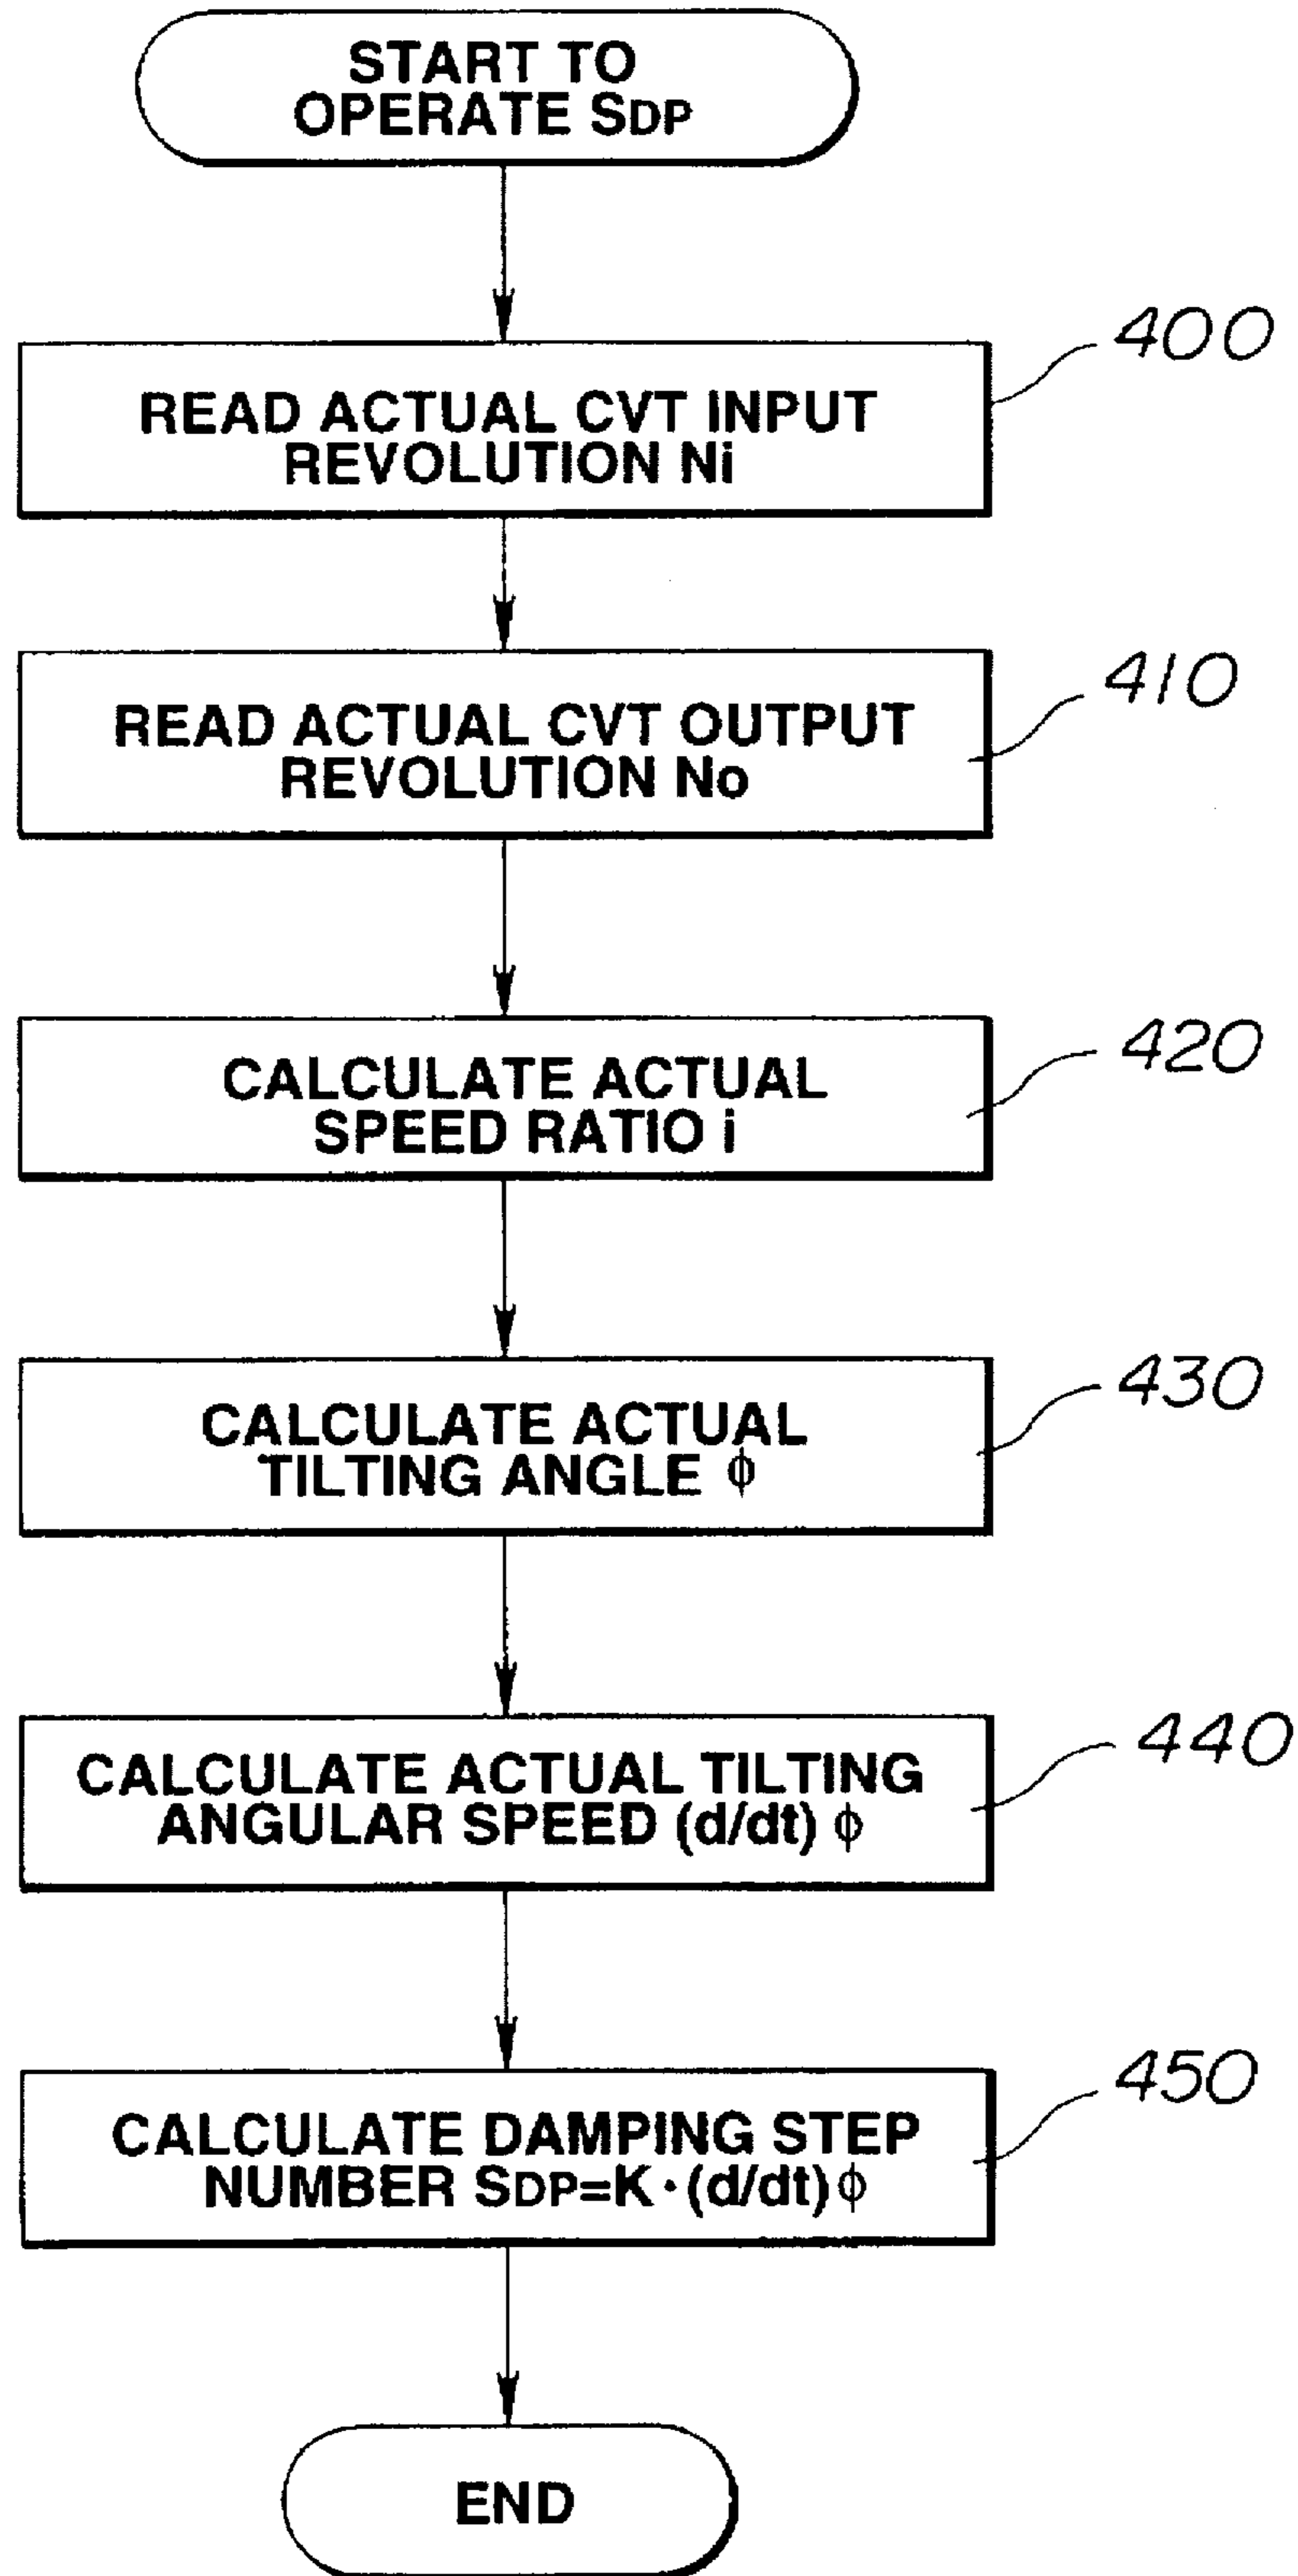 START TO
OPERATE SDP
400
READ ACTUAL CVT INPUT
REVOLUTION Ni
410
READ ACTUAL CVT OUTPUT
REVOLUTION No
420
CALCULATE ACTUAL
SPEED RATIO i
430
CALCULATE ACTUAL
TILTING ANGLE ϕ
440
CALCULATE ACTUAL TILTING
ANGULAR SPEED (d/dt) ϕ
450
CALCULATE DAMPING STEP
NUMBER SDP=K·(d/dt)ϕ
END